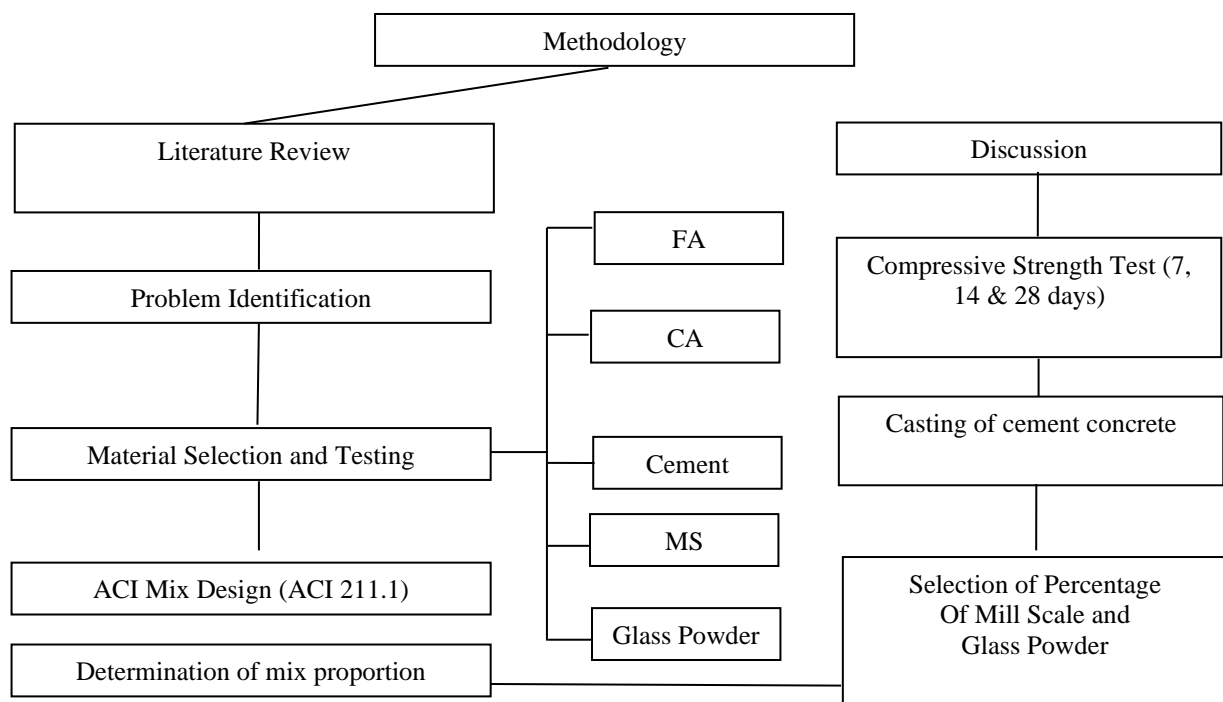 Methodology
Literature Review
Problem Identification
Material Selection and Testing
ACI Mix Design (ACI 211.1)
Determination of mix proportion
FA
CA
Cement
MS
Glass Powder
Discussion
Compressive Strength Test (7,
14 & 28 days)
Casting of cement concrete
Selection of Percentage
Of Mill Scale and
Glass Powder